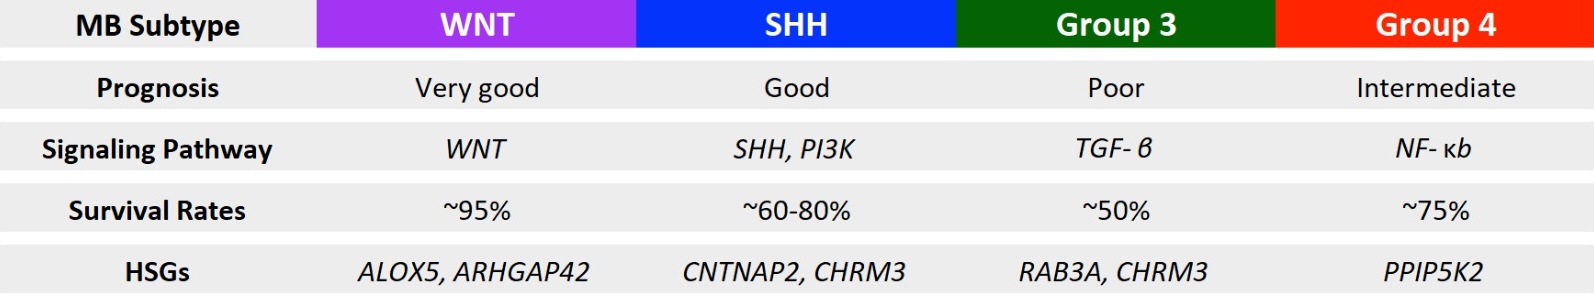 MB Subtype WNT SHH Group 3 Group 4
Prognosis Very good Good Poor Intermediate
Signaling Pathway WNT SHH, PI3K TGF- β NF- κb
Survival Rates ~95% ~60-80% ~50% ~75%
HSGs ALOX5, ARHGAP42 CNTNAP2, CHRM3 RAB3A, CHRM3 PPIP5K2